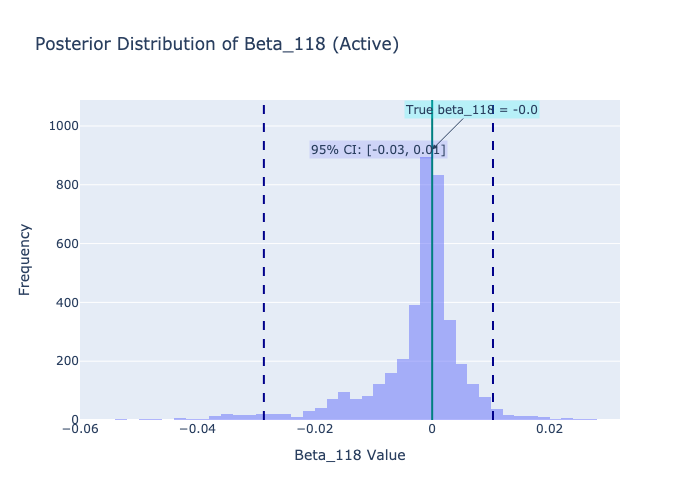 Posterior Distribution of Beta_118 (Active)
True beta_118 = -0.0
95% CI: [-0.03, 0.01]
1000
800
600
400
200
0
Frequency
−0.06
−0.04
−0.02
0
0.02
Beta_118 Value